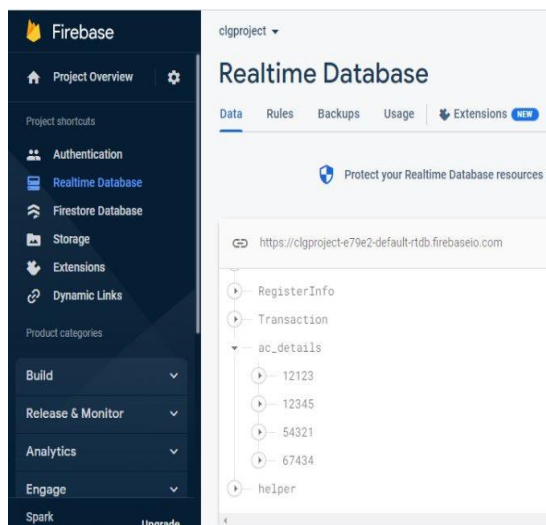 Firebase
Project Overview
Project shortcuts
Authentication
Realtime Database
Firestore Database
Storage
Extensions
Dynamic Links
Product categories
Build
Release & Monitor
Analytics
Engage
Spark
Upgrade
clgproject
Realtime Database
Data Rules Backups Usage Extensions NEW
Protect your Realtime Database resources
https://clgproject-e79e2-default-rtdb.firebaseio.com
RegisterInfo
Transaction
ac_details
12123
12345
54321
67434
helper